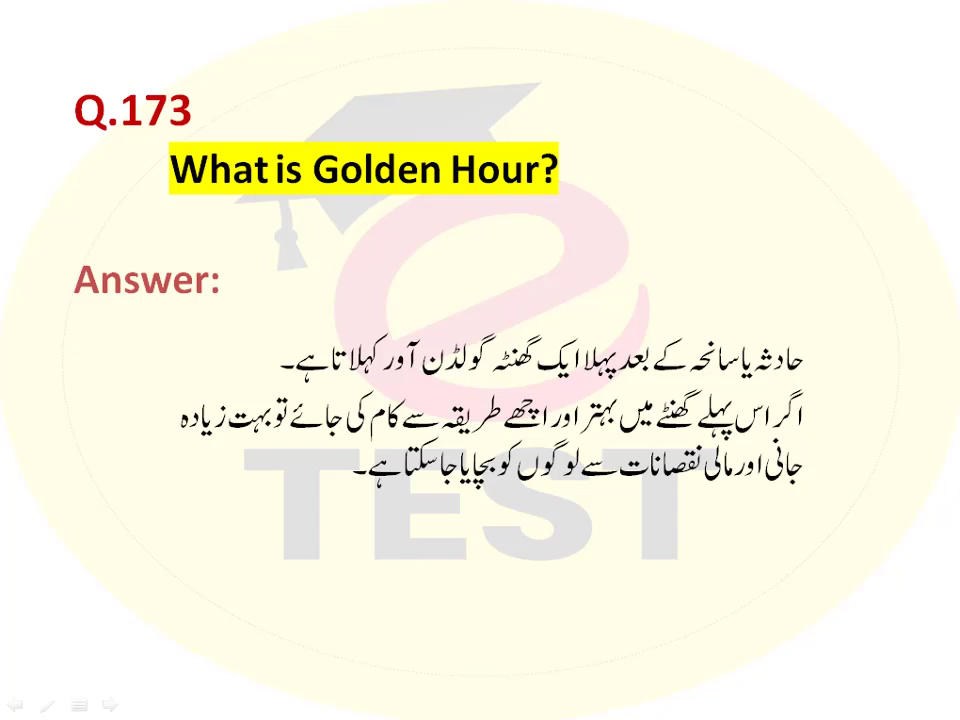 Q.173
What is Golden Hour?
Answer:
حادثہ یا سانحہ کے بعد پہلا ایک گھنٹہ گولڈن آور کہلاتا ہے۔
اگر اس پہلے گھنٹے میں بہتر اور اچھے طریقہ سے کام کی جائے تو بہت زیادہ
جانی اور مالی نقصانات سے لوگوں کو بچایا جا سکتا ہے۔
e
TEST